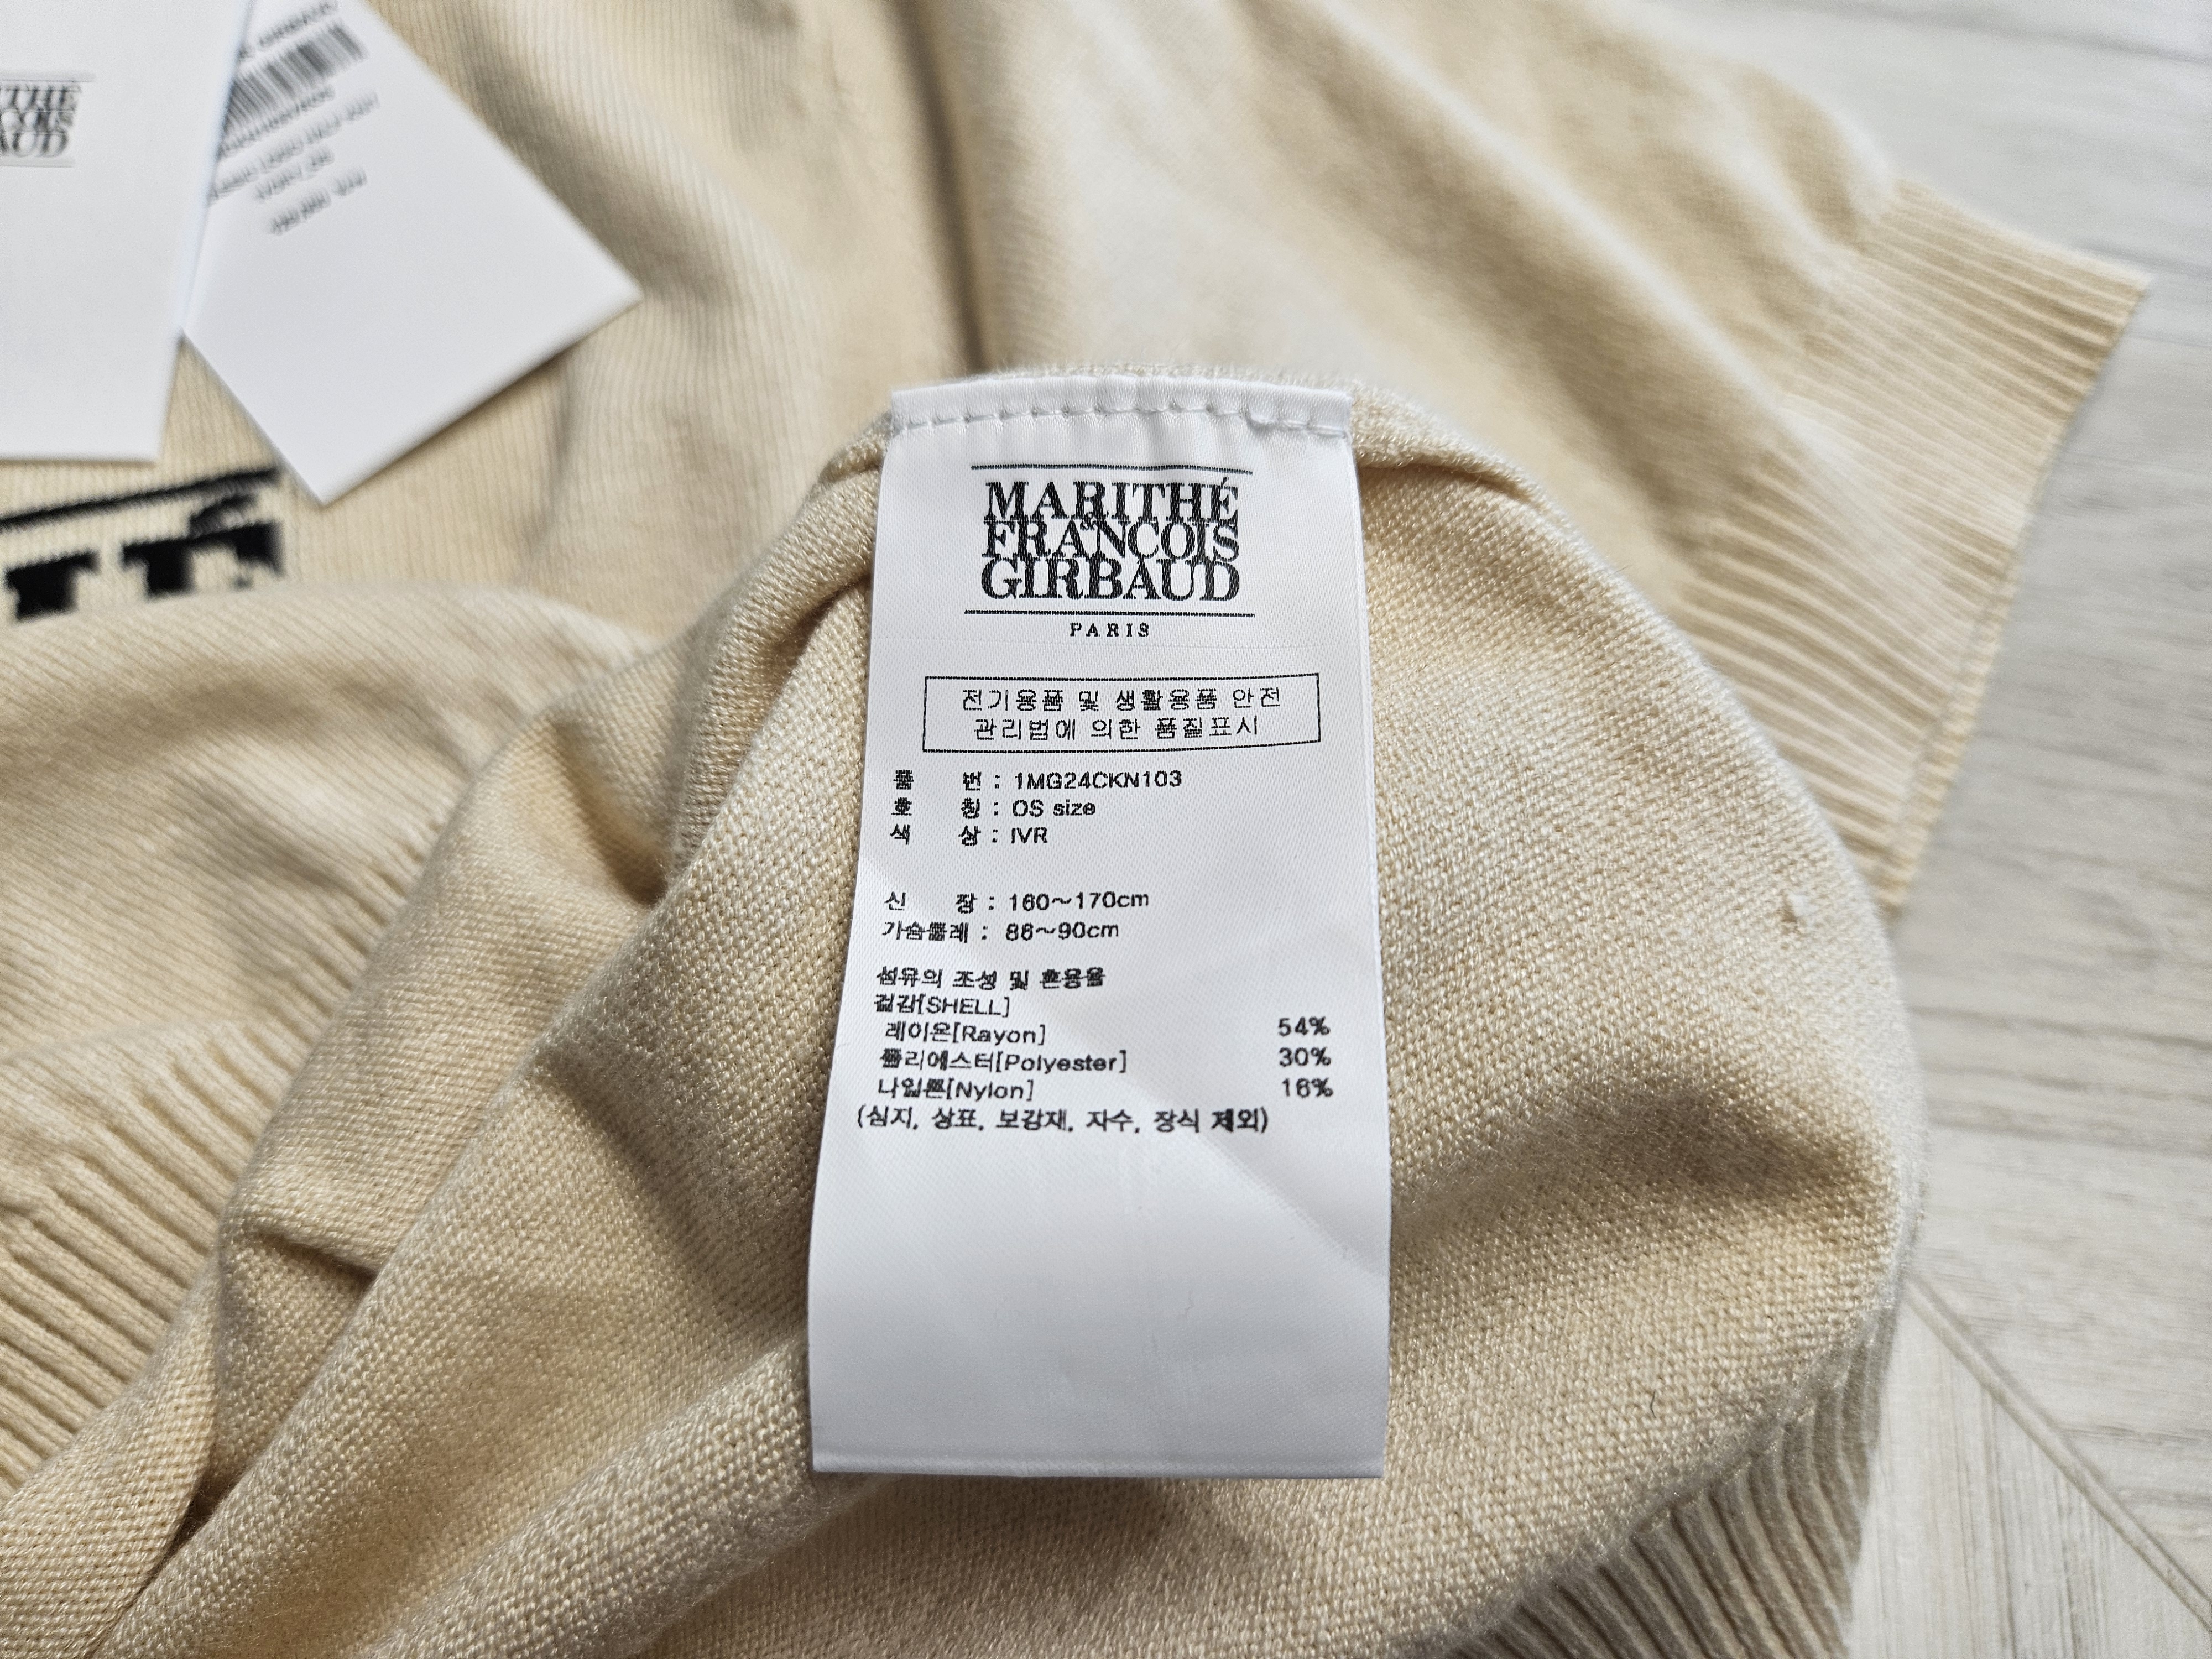 MARITHÉ
FRANCOIS
GIRBAUD
PARIS
전기용품 및 생활용품 안전
관리법에 의한 품질표시
품 번 : 1MG24CKN103
호 칭 : OS size
색 상 : IVR
신 장 : 160~170cm
가슴둘레 : 86~90cm
섬유의 조성 및 혼용율
겉감[SHELL]
레이온[Rayon] 54%
폴리에스터[Polyester] 30%
나일론[Nylon] 16%
(심지, 상표, 보강재, 자수, 장식 제외)